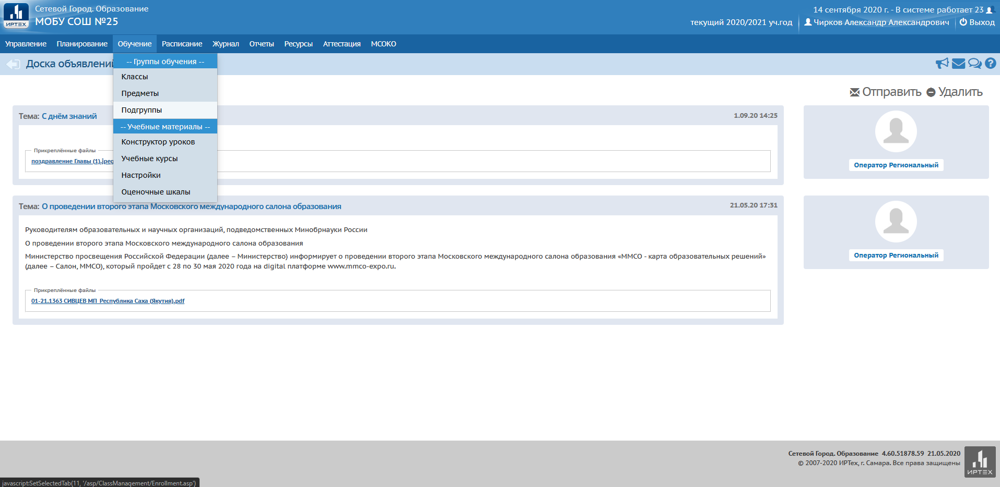 Сетевой Город. Образование
МОБУ СОШ №25
ИРТЕХ
14 сентября 2020 г. - В системе работает 23
текущий 2020/2021 уч.год
Чирков Александр Александрович
Выход
Управление Планирование Обучение Расписание Журнал Отчеты Ресурсы Аттестация МСОКО
Доска объявлений
-- Группы обучения --
Классы
Предметы
Подгруппы
-- Учебные материалы --
Конструктор уроков
Учебные курсы
Настройки
Оценочные шкалы
Отправить Удалить
Тема: С днём знаний
1.09.20 14:25
Прикреплённые файлы
поздравление Главы (1).jpeg
Оператор Региональный
Тема: О проведении второго этапа Московского международного салона образования
21.05.20 17:31
Руководителям образовательных и научных организаций, подведомственных Минобрнауки России
О проведении второго этапа Московского международного салона образования
Министерство просвещения Российской Федерации (далее – Министерство) информирует о проведении второго этапа Московского международного салона образования «ММСО - карта образовательных решений»
(далее – Салон, ММСО), который пройдет с 28 по 30 мая 2020 года на digital платформе www.mmco-expo.ru.
Прикреплённые файлы
01-21.1363 СИВЦЕВ МП_Республика Саха (Якутия).pdf
Оператор Региональный
Сетевой Город. Образование 4.60.51878.59 21.05.2020
© 2007-2020 ИРТех, г. Самара. Все права защищены
ИРТЕХ
javascript:SetSelectedTab(11, '/asp/ClassManagement/Enrollment.asp')